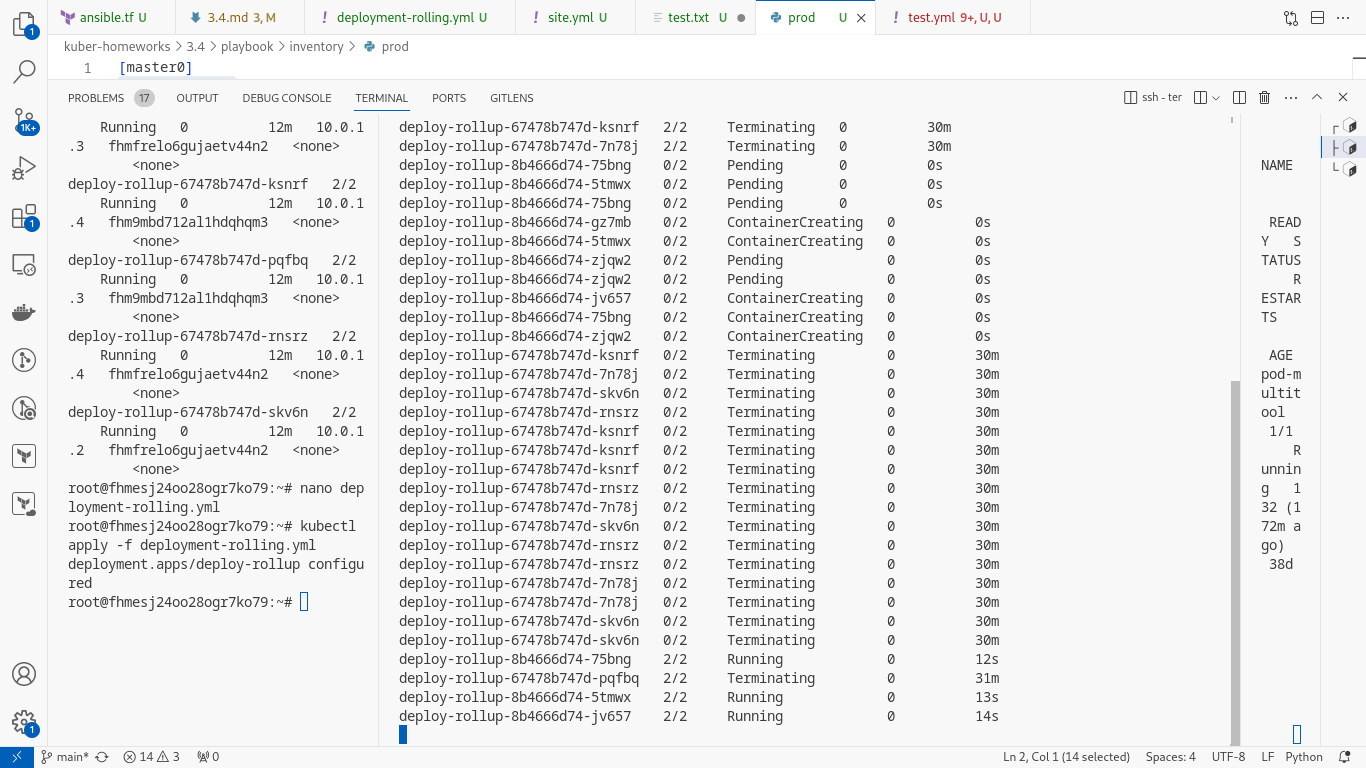 ansible.tf U
3.4.md 3, M
deployment-rolling.yml U
site.yml U
test.txt U
prod U
test.yml 9+, U, U
kuber-homeworks > 3.4 > playbook > inventory > prod
1 [master0]
PROBLEMS 17 OUTPUT DEBUG CONSOLE TERMINAL PORTS GITLENS
ssh - ter
Running 0 12m 10.0.1
.3 fhmfrelo6gujaetv44n2 <none>
<none>
deploy-rollup-67478b747d-ksnrf 2/2
Running 0 12m 10.0.1
.4 fhm9mbd712al1hdqhqm3 <none>
<none>
deploy-rollup-67478b747d-pqfbq 2/2
Running 0 12m 10.0.1
.3 fhm9mbd712al1hdqhqm3 <none>
<none>
deploy-rollup-67478b747d-rnsrz 2/2
Running 0 12m 10.0.1
.4 fhmfrelo6gujaetv44n2 <none>
<none>
deploy-rollup-67478b747d-skv6n 2/2
Running 0 12m 10.0.1
.2 fhmfrelo6gujaetv44n2 <none>
<none>
root@fhmesj24oo28ogr7ko79:~# nano dep
loyment-rolling.yml
root@fhmesj24oo28ogr7ko79:~# kubectl
apply -f deployment-rolling.yml
deployment.apps/deploy-rollup configu
red
root@fhmesj24oo28ogr7ko79:~#
deploy-rollup-67478b747d-ksnrf 2/2 Terminating 0 30m
deploy-rollup-67478b747d-7n78j 2/2 Terminating 0 30m
deploy-rollup-8b4666d74-75bng 0/2 Pending 0 0s
deploy-rollup-8b4666d74-5tmwx 0/2 Pending 0 0s
deploy-rollup-8b4666d74-75bng 0/2 Pending 0 0s
deploy-rollup-8b4666d74-gz7mb 0/2 ContainerCreating 0 0s
deploy-rollup-8b4666d74-5tmwx 0/2 ContainerCreating 0 0s
deploy-rollup-8b4666d74-zjqw2 0/2 Pending 0 0s
deploy-rollup-8b4666d74-zjqw2 0/2 Pending 0 0s
deploy-rollup-8b4666d74-jv657 0/2 ContainerCreating 0 0s
deploy-rollup-8b4666d74-75bng 0/2 ContainerCreating 0 0s
deploy-rollup-8b4666d74-zjqw2 0/2 ContainerCreating 0 0s
deploy-rollup-67478b747d-ksnrf 0/2 Terminating 0 30m
deploy-rollup-67478b747d-7n78j 0/2 Terminating 0 30m
deploy-rollup-67478b747d-skv6n 0/2 Terminating 0 30m
deploy-rollup-67478b747d-rnsrz 0/2 Terminating 0 30m
deploy-rollup-67478b747d-ksnrf 0/2 Terminating 0 30m
deploy-rollup-67478b747d-ksnrf 0/2 Terminating 0 30m
deploy-rollup-67478b747d-ksnrf 0/2 Terminating 0 30m
deploy-rollup-67478b747d-rnsrz 0/2 Terminating 0 30m
deploy-rollup-67478b747d-7n78j 0/2 Terminating 0 30m
deploy-rollup-67478b747d-skv6n 0/2 Terminating 0 30m
deploy-rollup-67478b747d-rnsrz 0/2 Terminating 0 30m
deploy-rollup-67478b747d-rnsrz 0/2 Terminating 0 30m
deploy-rollup-67478b747d-7n78j 0/2 Terminating 0 30m
deploy-rollup-67478b747d-7n78j 0/2 Terminating 0 30m
deploy-rollup-67478b747d-skv6n 0/2 Terminating 0 30m
deploy-rollup-67478b747d-skv6n 0/2 Terminating 0 30m
deploy-rollup-8b4666d74-75bng 2/2 Running 0 12s
deploy-rollup-67478b747d-pqfbq 2/2 Terminating 0 31m
deploy-rollup-8b4666d74-5tmwx 2/2 Running 0 13s
deploy-rollup-8b4666d74-jv657 2/2 Running 0 14s
NAME
READ
Y S
TATUS
R
ESTAR
TS
AGE
pod-m
ultit
ool
1/1
R
unnin
g 1
32 (1
72m a
go)
38d
1
1K+
1
1
main* 14 3 0
Ln 2, Col 1 (14 selected) Spaces: 4 UTF-8 LF Python